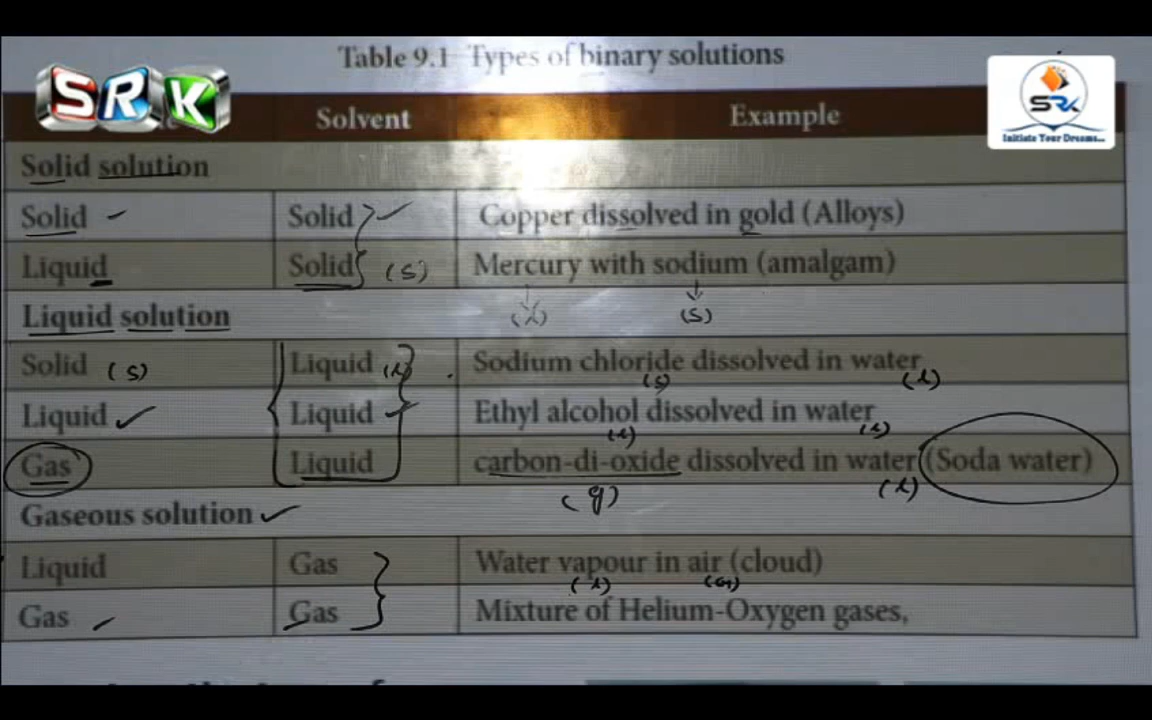 Table 9.1 Types of binary solutions
SRK
SRK
Initiate Your Dreams...
Solvent Example
Solid solution
Solid Solid Copper dissolved in gold (Alloys)
Liquid Solid (s) Mercury with sodium (amalgam)
(l) (s)
Liquid solution
Solid (s) Liquid (l) Sodium chloride dissolved in water
(s) (l)
Liquid Liquid Ethyl alcohol dissolved in water
(l) (l)
Gas Liquid carbon-di-oxide dissolved in water (Soda water)
(g) (l)
Gaseous solution
Liquid Gas Water vapour in air (cloud)
(l) (G)
Gas Gas Mixture of Helium-Oxygen gases,